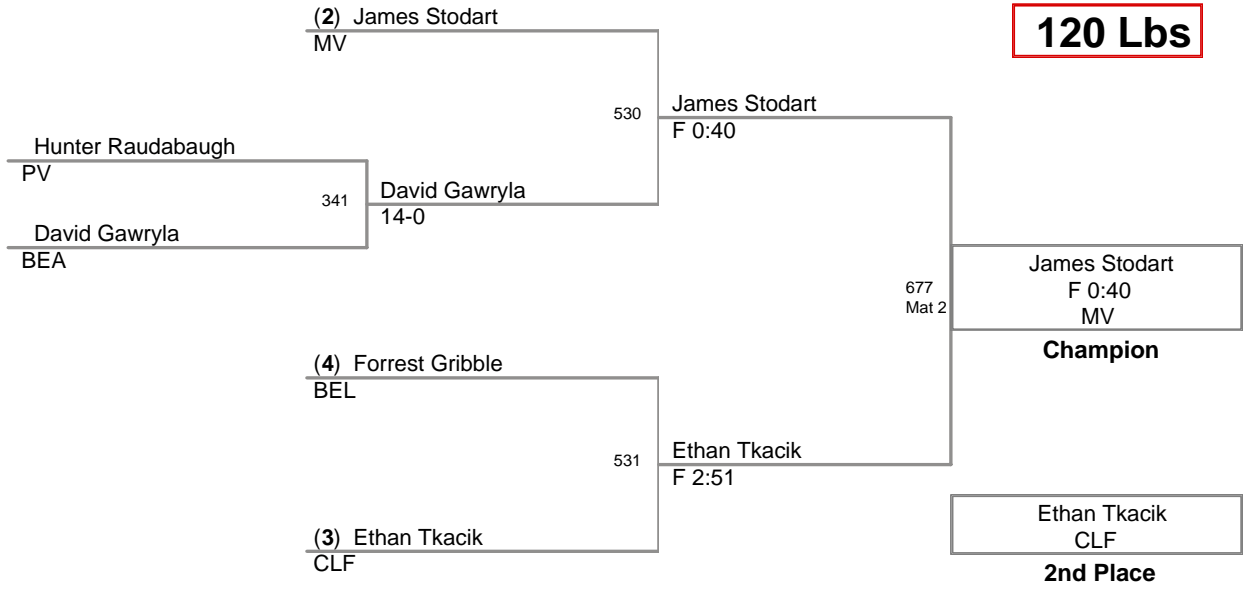 (2) James Stodart
MV
120 Lbs
530
James Stodart
F 0:40
Hunter Raudabaugh
PV
341
David Gawryla
14-0
David Gawryla
BEA
677
Mat 2
James Stodart
F 0:40
MV
Champion
(4) Forrest Gribble
BEL
531
Ethan Tkacik
F 2:51
(3) Ethan Tkacik
CLF
Ethan Tkacik
CLF
2nd Place